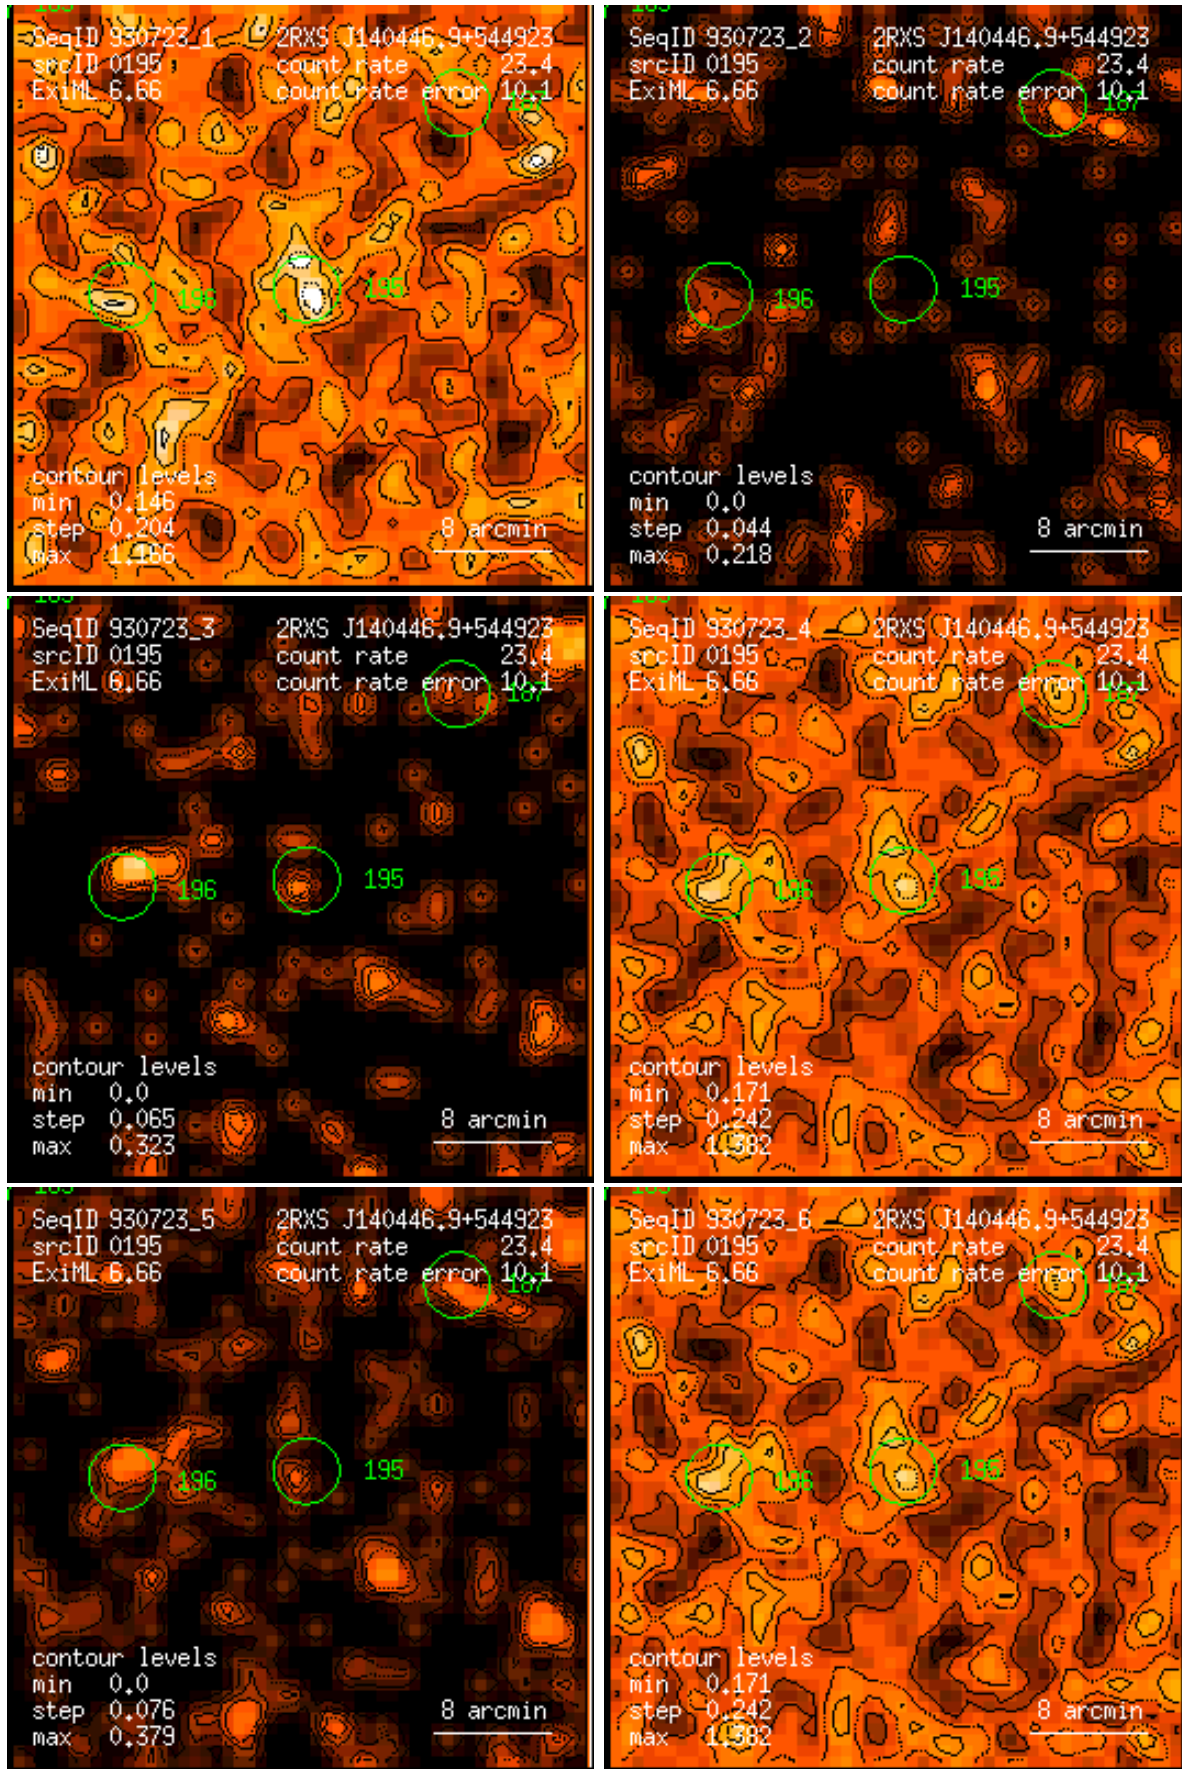 SeqID 930723_1 2RXS J140446.9+544923
srcID 0195 count rate 23.4
ExiML 6.66 count rate error 10.1
187
196
195
contour levels
min 0.146
step 0.204
max 1.166
8 arcmin
SeqID 930723_2 2RXS J140446.9+544923
srcID 0195 count rate 23.4
ExiML 6.66 count rate error 10.1
187
196
195
contour levels
min 0.0
step 0.044
max 0.218
8 arcmin
SeqID 930723_3 2RXS J140446.9+544923
srcID 0195 count rate 23.4
ExiML 6.66 count rate error 10.1
187
196
195
contour levels
min 0.0
step 0.065
max 0.323
8 arcmin
SeqID 930723_4 2RXS J140446.9+544923
srcID 0195 count rate 23.4
ExiML 6.66 count rate error 10.1
187
196
195
contour levels
min 0.171
step 0.242
max 1.382
8 arcmin
SeqID 930723_5 2RXS J140446.9+544923
srcID 0195 count rate 23.4
ExiML 6.66 count rate error 10.1
187
196
195
contour levels
min 0.0
step 0.076
max 0.379
8 arcmin
SeqID 930723_6 2RXS J140446.9+544923
srcID 0195 count rate 23.4
ExiML 6.66 count rate error 10.1
187
196
195
contour levels
min 0.171
step 0.242
max 1.382
8 arcmin